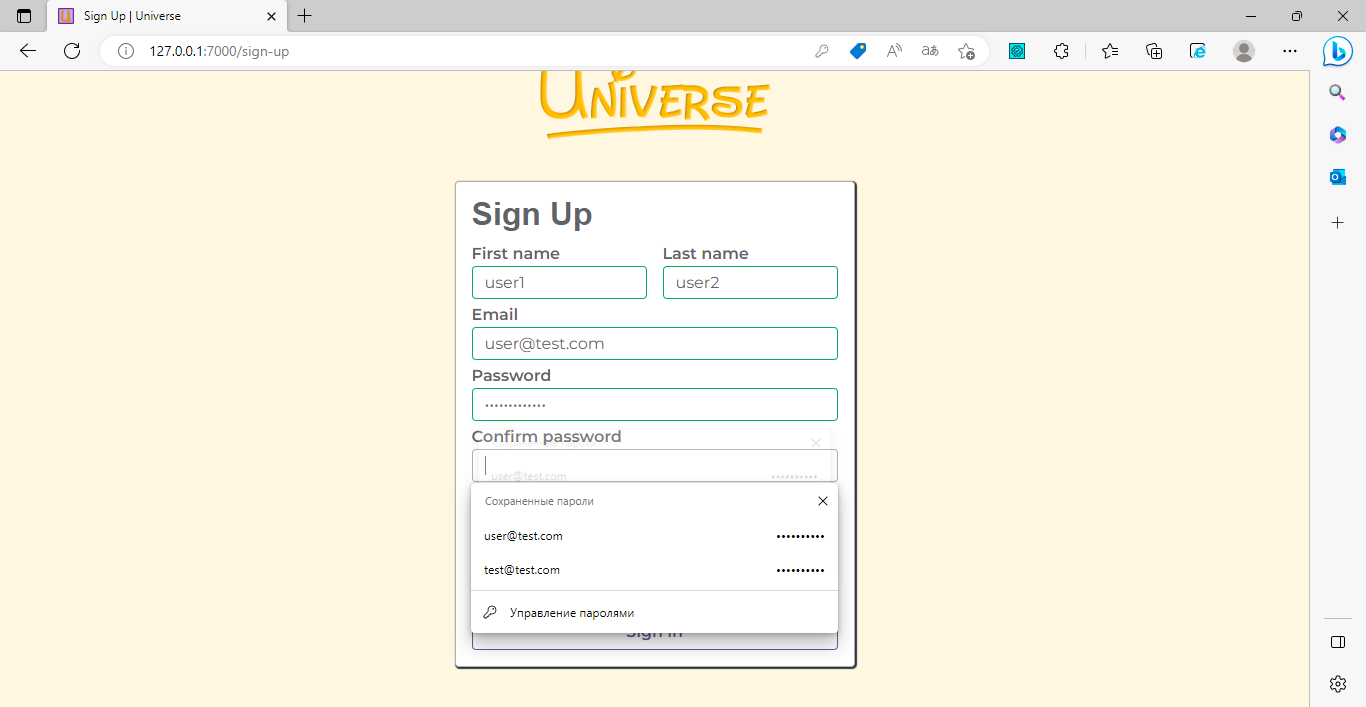 Sign Up | Universe
127.0.0.1:7000/sign-up
UNIVERSE
Sign Up
First name
Last name
user1
user2
Email
user@test.com
Password
•••••••••••••
Confirm password
user@test.com ••••••••••
Сохраненные пароли
user@test.com ••••••••••
test@test.com ••••••••••
Управление паролями
Sign in